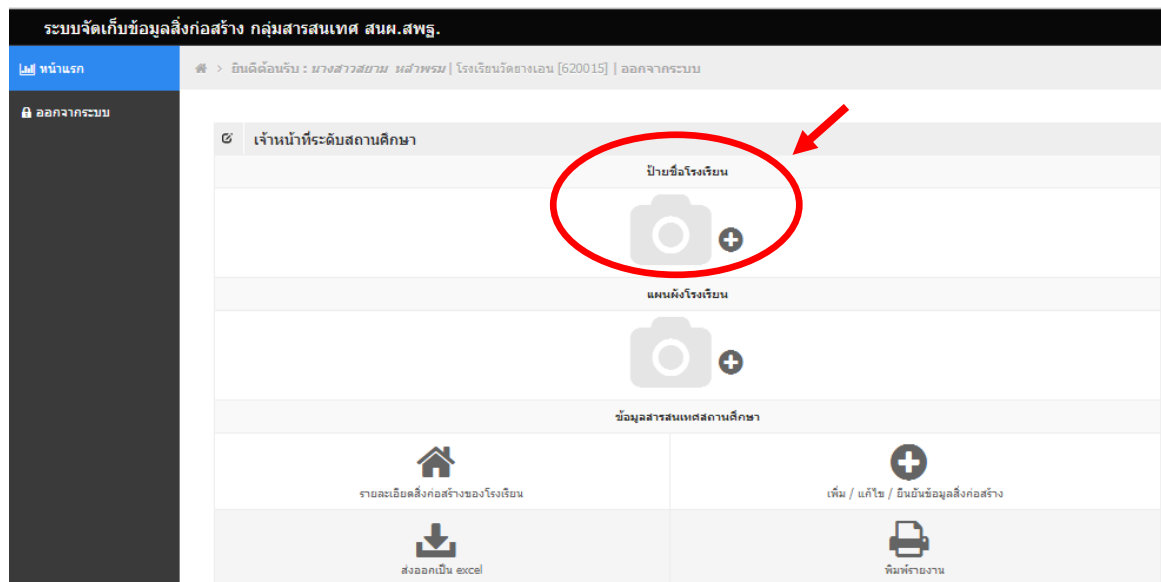 ระบบจัดเก็บข้อมูลสิ่งก่อสร้าง กลุ่มสารสนเทศ สนผ.สพฐ.
หน้าแรก
> ยินดีต้อนรับ : นางสาวสยาม หล้าพรม | โรงเรียนวัดยางเอน [620015] | ออกจากระบบ
ออกจากระบบ
เจ้าหน้าที่ระดับสถานศึกษา
ป้ายชื่อโรงเรียน
แผนผังโรงเรียน
ข้อมูลสารสนเทศสถานศึกษา
รายละเอียดสิ่งก่อสร้างของโรงเรียน
เพิ่ม / แก้ไข / ยืนยันข้อมูลสิ่งก่อสร้าง
ส่งออกเป็น excel
พิมพ์รายงาน